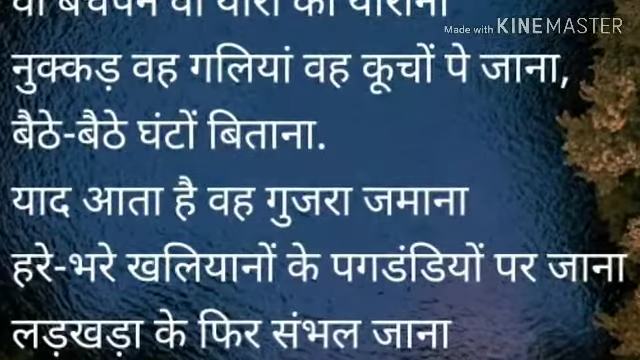 Made with KINEMASTER
नुक्कड़ वह गलियां वह कूचों पे जाना,
बैठे-बैठे घंटों बिताना.
याद आता है वह गुजरा जमाना
हरे-भरे खलियानों के पगडंडियों पर जाना
लड़खड़ा के फिर संभल जाना